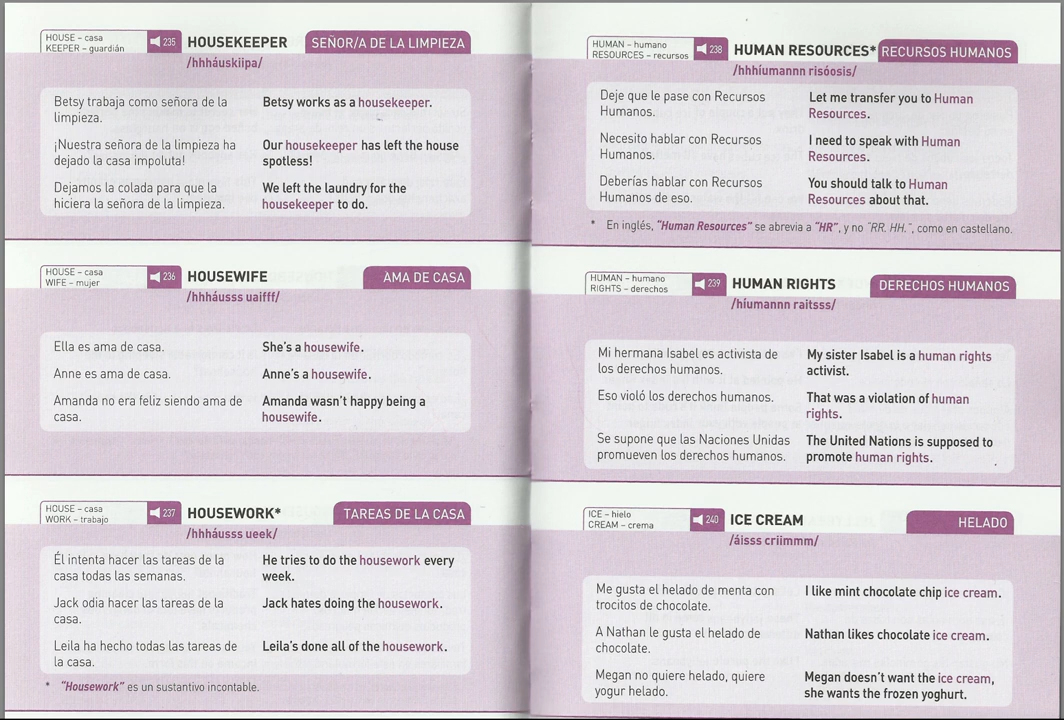 HOUSE – casa
KEEPER – guardián
235
HOUSEKEEPER
SEÑOR/A DE LA LIMPIEZA
/hhháuskiipa/
Betsy trabaja como señora de la
limpieza.
Betsy works as a housekeeper.
¡Nuestra señora de la limpieza ha
dejado la casa impoluta!
Our housekeeper has left the house
spotless!
Dejamos la colada para que la
hiciera la señora de la limpieza.
We left the laundry for the
housekeeper to do.
HOUSE – casa
WIFE – mujer
236
HOUSEWIFE
AMA DE CASA
/hhháusss uaifff/
Ella es ama de casa.
She's a housewife.
Anne es ama de casa.
Anne's a housewife.
Amanda no era feliz siendo ama de
casa.
Amanda wasn't happy being a
housewife.
HOUSE – casa
WORK – trabajo
237
HOUSEWORK*
TAREAS DE LA CASA
/hhháusss ueek/
Él intenta hacer las tareas de la
casa todas las semanas.
He tries to do the housework every
week.
Jack odia hacer las tareas de la
casa.
Jack hates doing the housework.
Leila ha hecho todas las tareas de
la casa.
Leila's done all of the housework.
* "Housework" es un sustantivo incontable.
HUMAN – humano
RESOURCES – recursos
238
HUMAN RESOURCES*
RECURSOS HUMANOS
/hhhíumannn risóosis/
Deje que le pase con Recursos
Humanos.
Let me transfer you to Human
Resources.
Necesito hablar con Recursos
Humanos.
I need to speak with Human
Resources.
Deberías hablar con Recursos
Humanos de eso.
You should talk to Human
Resources about that.
* En inglés, "Human Resources" se abrevia a "HR", y no "RR. HH.", como en castellano.
HUMAN – humano
RIGHTS – derechos
239
HUMAN RIGHTS
DERECHOS HUMANOS
/híumannn raitsss/
Mi hermana Isabel es activista de
los derechos humanos.
My sister Isabel is a human rights
activist.
Eso violó los derechos humanos.
That was a violation of human
rights.
Se supone que las Naciones Unidas
promueven los derechos humanos.
The United Nations is supposed to
promote human rights.
ICE – hielo
CREAM – crema
240
ICE CREAM
HELADO
/áisss criimmm/
Me gusta el helado de menta con
trocitos de chocolate.
I like mint chocolate chip ice cream.
A Nathan le gusta el helado de
chocolate.
Nathan likes chocolate ice cream.
Megan no quiere helado, quiere
yogur helado.
Megan doesn't want the ice cream,
she wants the frozen yoghurt.